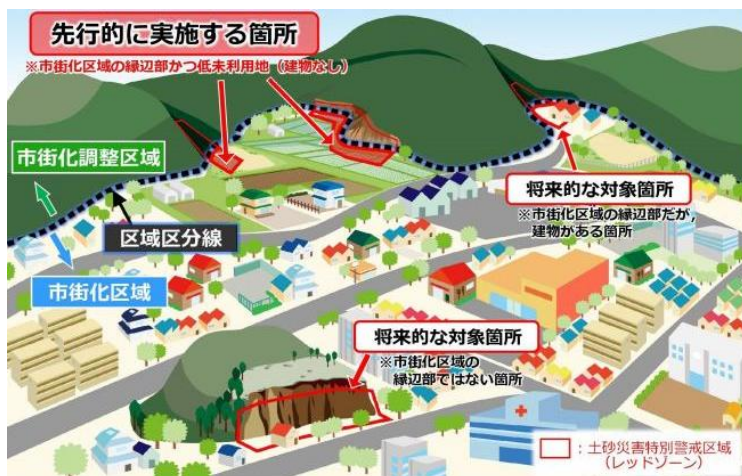 先行的に実施する箇所
※市街化区域の縁辺部かつ低未利用地（建物なし）
市街化調整区域
区域区分線
市街化区域
将来的な対象箇所
※市街化区域の縁辺部だが，
建物がある箇所
将来的な対象箇所
※市街化区域の
縁辺部ではない箇所
：土砂災害特別警戒区域
（レッドゾーン）